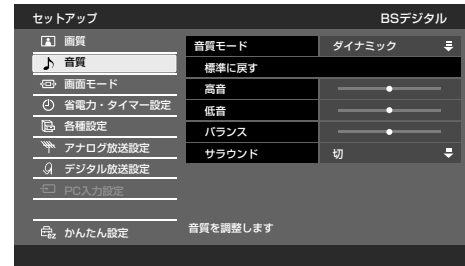 セットアップ
BSデジタル
画質
音質
画面モード
省電力・タイマー設定
各種設定
アナログ放送設定
デジタル放送設定
PC入力設定
かんたん設定
音質モード ダイナミック
標準に戻す
高音
低音
バランス
サラウンド 切
音質を調整します